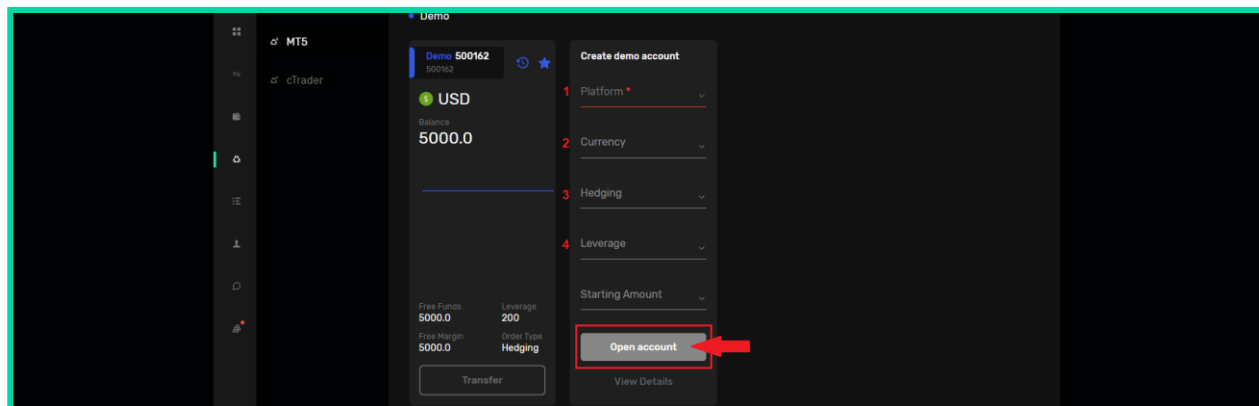 Demo
MT5
cTrader
Demo 500162
500162
USD
Balance
5000.0
Free Funds
5000.0
Leverage
200
Free Margin
5000.0
Order Type
Hedging
Transfer
Create demo account
1 Platform *
2 Currency
3 Hedging
4 Leverage
Starting Amount
Open account
View Details